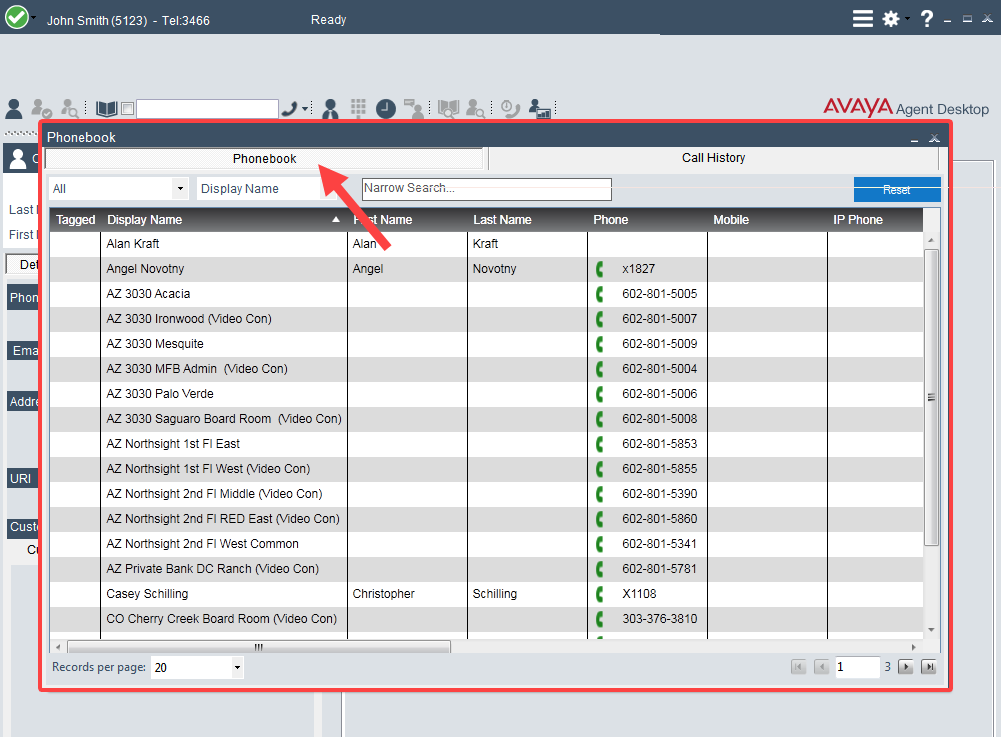 John Smith (5123) - Tel:3466 Ready
AVAYA Agent Desktop
Phonebook
Phonebook Call History
All Display Name Narrow Search... Reset
Tagged Display Name First Name Last Name Phone Mobile IP Phone
Alan Kraft Alan Kraft
Angel Novotny Angel Novotny x1827
AZ 3030 Acacia 602-801-5005
AZ 3030 Ironwood (Video Con) 602-801-5007
AZ 3030 Mesquite 602-801-5009
AZ 3030 MFB Admin (Video Con) 602-801-5004
AZ 3030 Palo Verde 602-801-5006
AZ 3030 Saguaro Board Room (Video Con) 602-801-5008
AZ Northsight 1st Fl East 602-801-5853
AZ Northsight 1st Fl West (Video Con) 602-801-5855
AZ Northsight 2nd Fl Middle (Video Con) 602-801-5390
AZ Northsight 2nd Fl RED East (Video Con) 602-801-5860
AZ Northsight 2nd Fl West Common 602-801-5341
AZ Private Bank DC Ranch (Video Con) 602-801-5781
Casey Schilling Christopher Schilling X1108
CO Cherry Creek Board Room (Video Con) 303-376-3810
Records per page: 20 1 3
Last
First
Det
Phon
Ema
Addre
URI
Custo